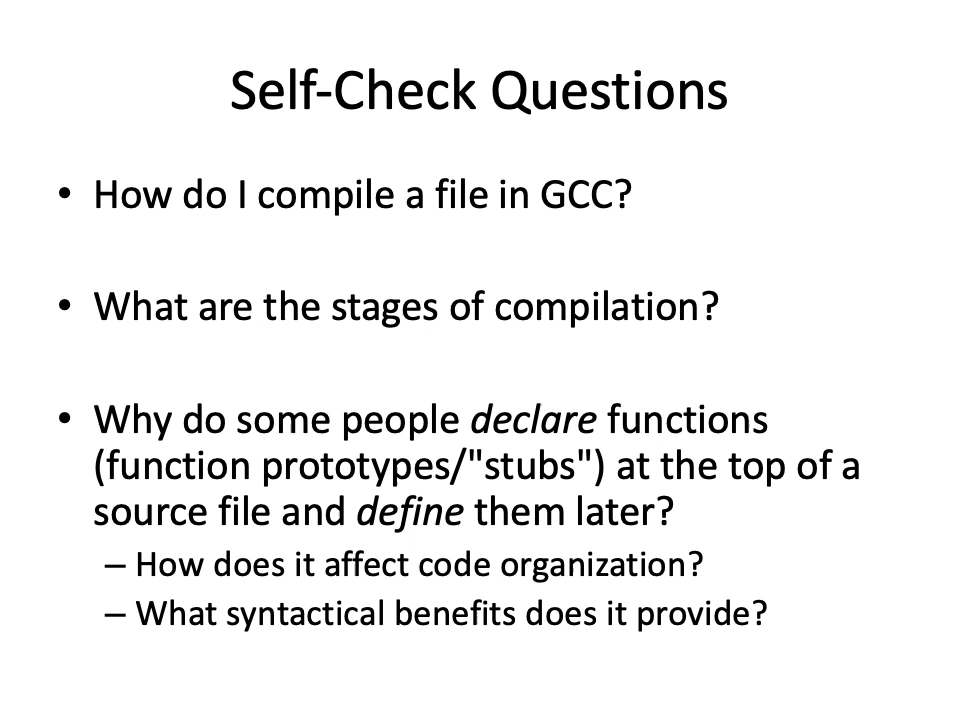 Self-Check Questions
• How do I compile a file in GCC?
• What are the stages of compilation?
• Why do some people declare functions
(function prototypes/"stubs") at the top of a
source file and define them later?
– How does it affect code organization?
– What syntactical benefits does it provide?